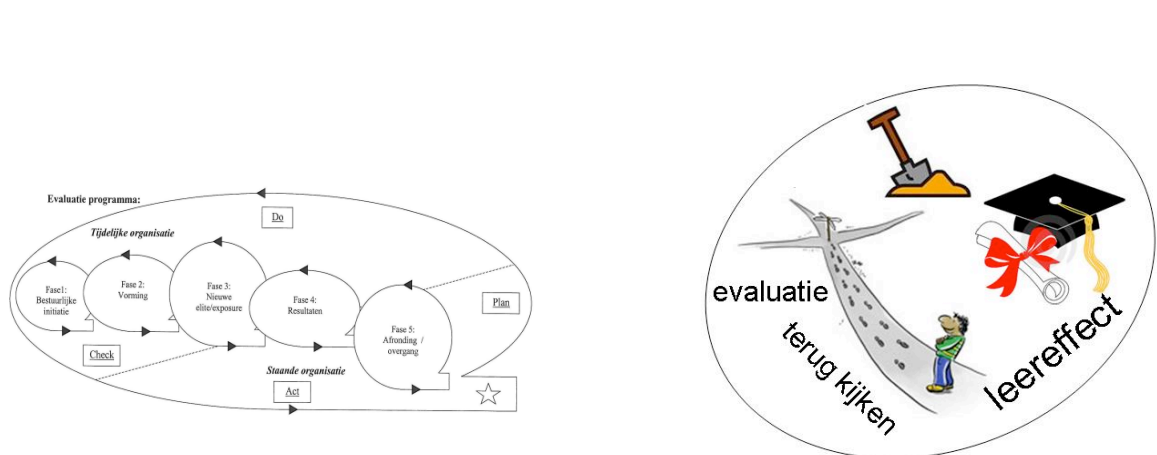 Evaluatie programma:
Do
Tijdelijke organisatie
Fase1:
Bestuurlijke
initiatie
Fase 2:
Vorming
Fase 3:
Nieuwe
elite/exposure
Fase 4:
Resultaten
Fase 5:
Afronding /
overgang
Plan
Check
Staande organisatie
Act
evaluatie
terug kijken
leereffect